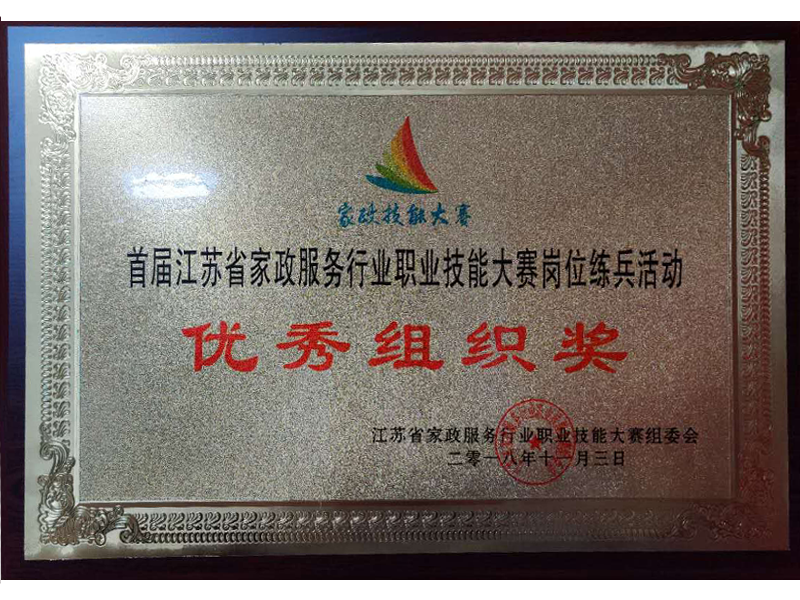 家政技能大赛
首届江苏省家政服务行业职业技能大赛岗位练兵活动
优秀组织奖
江苏省家政服务行业职业技能大赛组委会
二零一八年十一月三日